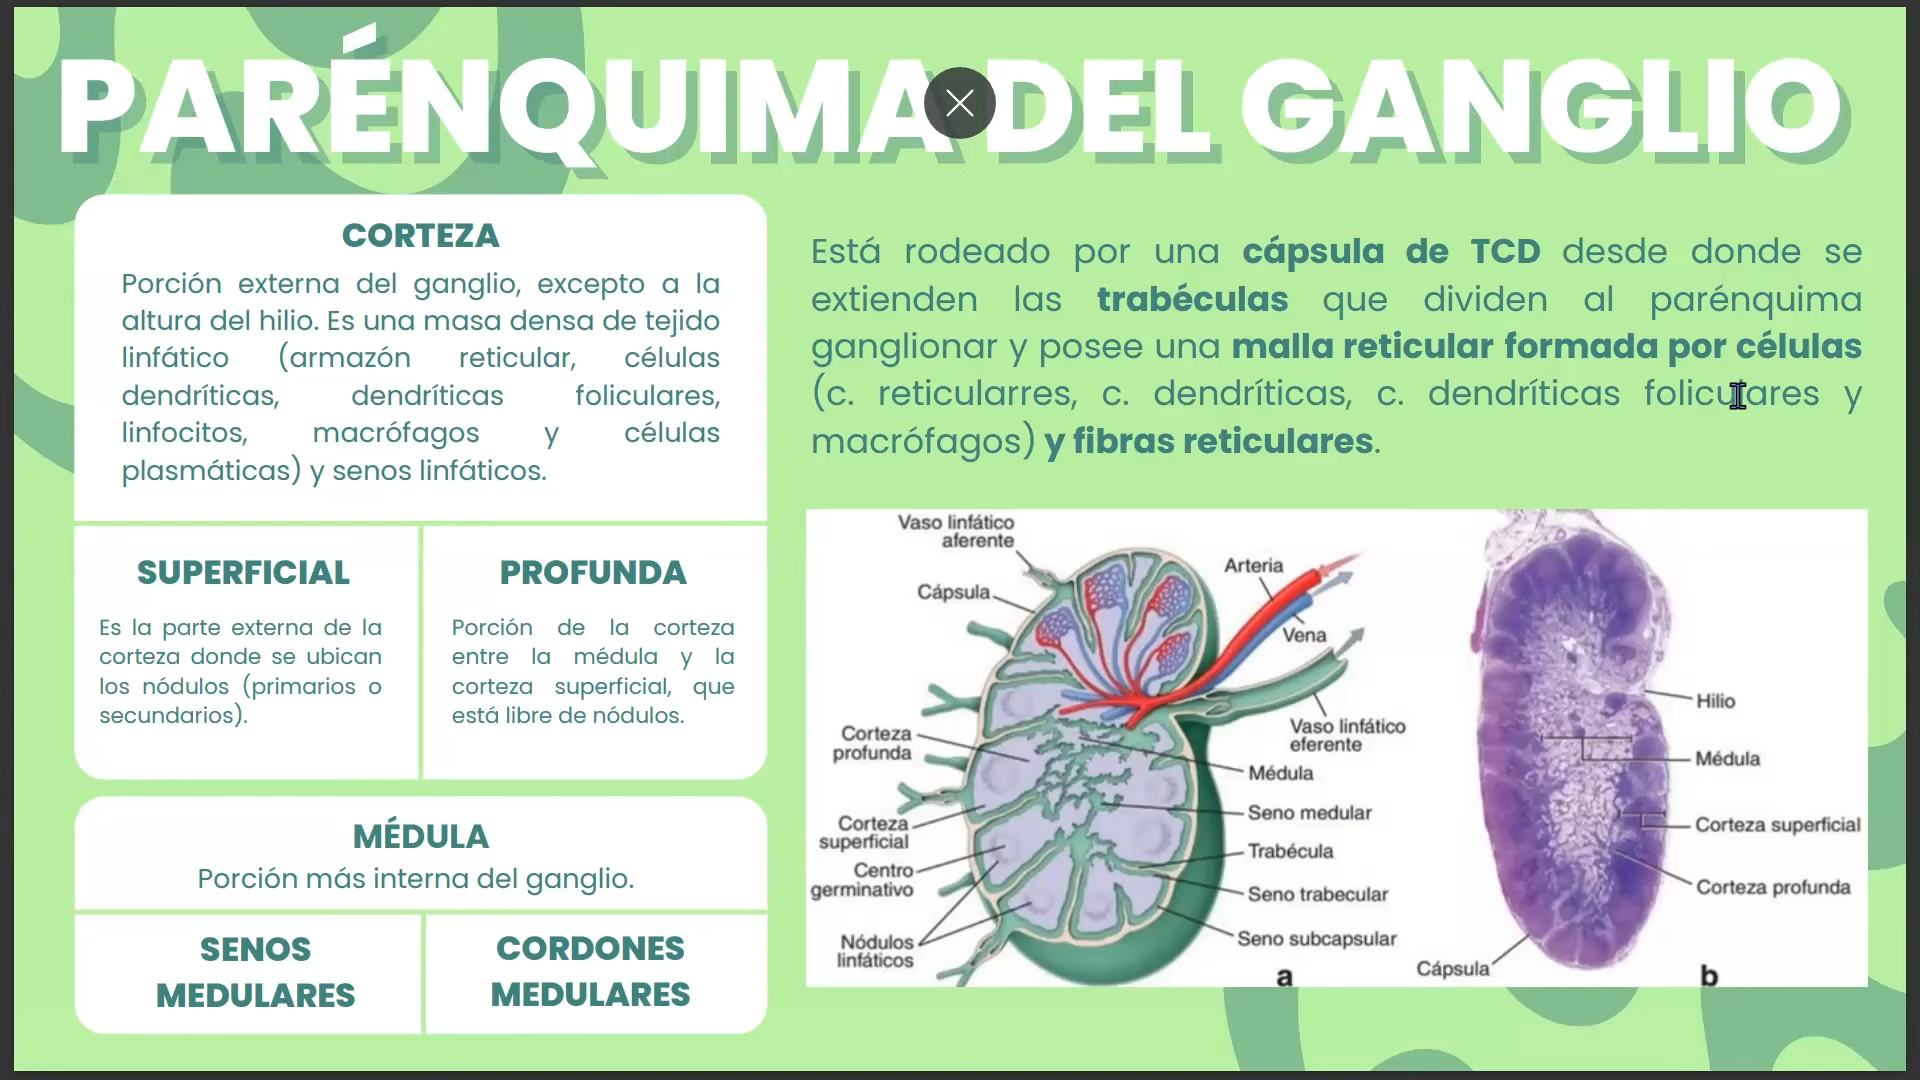 PARÉNQUIMA DEL GANGLIO
CORTEZA
Porción externa del ganglio, excepto a la
altura del hilio. Es una masa densa de tejido
linfático (armazón reticular, células
dendríticas, dendríticas foliculares,
linfocitos, macrófagos y células
plasmáticas) y senos linfáticos.
SUPERFICIAL
Es la parte externa de la
corteza donde se ubican
los nódulos (primarios o
secundarios).
PROFUNDA
Porción de la corteza
entre la médula y la
corteza superficial, que
está libre de nódulos.
MÉDULA
Porción más interna del ganglio.
SENOS
MEDULARES
CORDONES
MEDULARES
Está rodeado por una cápsula de TCD desde donde se
extienden las trabéculas que dividen al parénquima
ganglionar y posee una malla reticular formada por células
(c. reticularres, c. dendríticas, c. dendríticas foliculares y
macrófagos) y fibras reticulares.
Vaso linfático
aferente
Cápsula
Corteza
profunda
Corteza
superficial
Centro
germinativo
Nódulos
linfáticos
Arteria
Vena
Vaso linfático
eferente
Médula
Seno medular
Trabécula
Seno trabecular
Seno subcapsular
a
Hilio
Médula
Corteza superficial
Corteza profunda
Cápsula
b